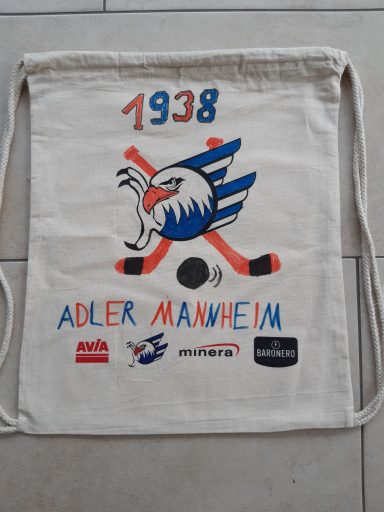 1938
ADLER MANNHEIM
AVIA minera BARONERO